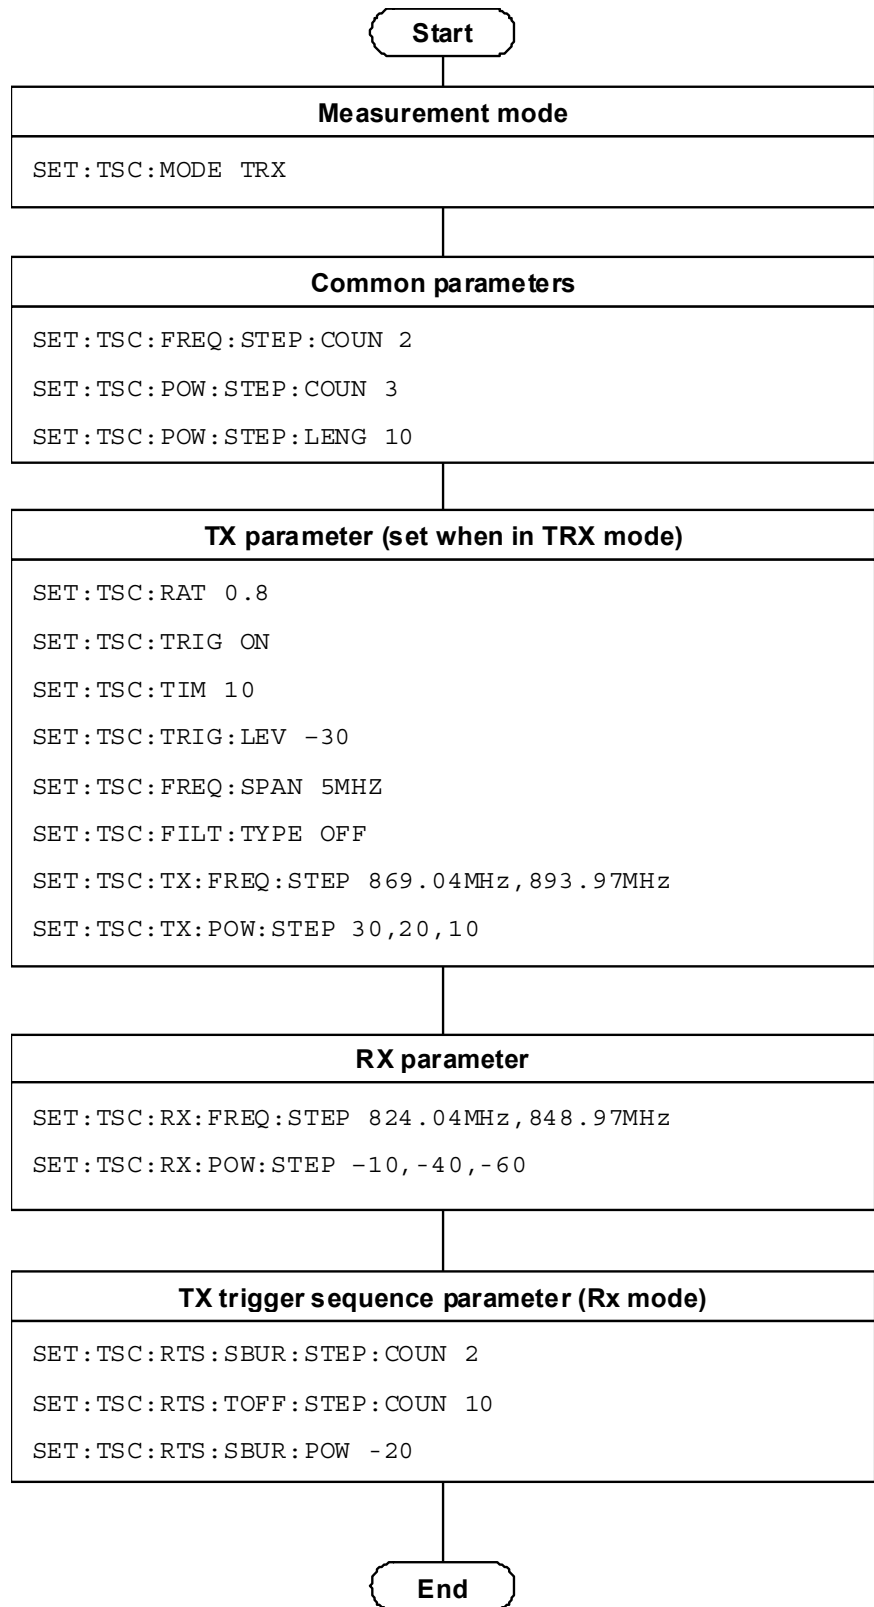 Start
Measurement mode
SET:TSC:MODE TRX
Common parameters
SET:TSC:FREQ:STEP:COUN 2
SET:TSC:POW:STEP:COUN 3
SET:TSC:POW:STEP:LENG 10
TX parameter (set when in TRX mode)
SET:TSC:RAT 0.8
SET:TSC:TRIG ON
SET:TSC:TIM 10
SET:TSC:TRIG:LEV –30
SET:TSC:FREQ:SPAN 5MHZ
SET:TSC:FILT:TYPE OFF
SET:TSC:TX:FREQ:STEP 869.04MHz,893.97MHz
SET:TSC:TX:POW:STEP 30,20,10
RX parameter
SET:TSC:RX:FREQ:STEP 824.04MHz,848.97MHz
SET:TSC:RX:POW:STEP –10,-40,-60
TX trigger sequence parameter (Rx mode)
SET:TSC:RTS:SBUR:STEP:COUN 2
SET:TSC:RTS:TOFF:STEP:COUN 10
SET:TSC:RTS:SBUR:POW -20
End